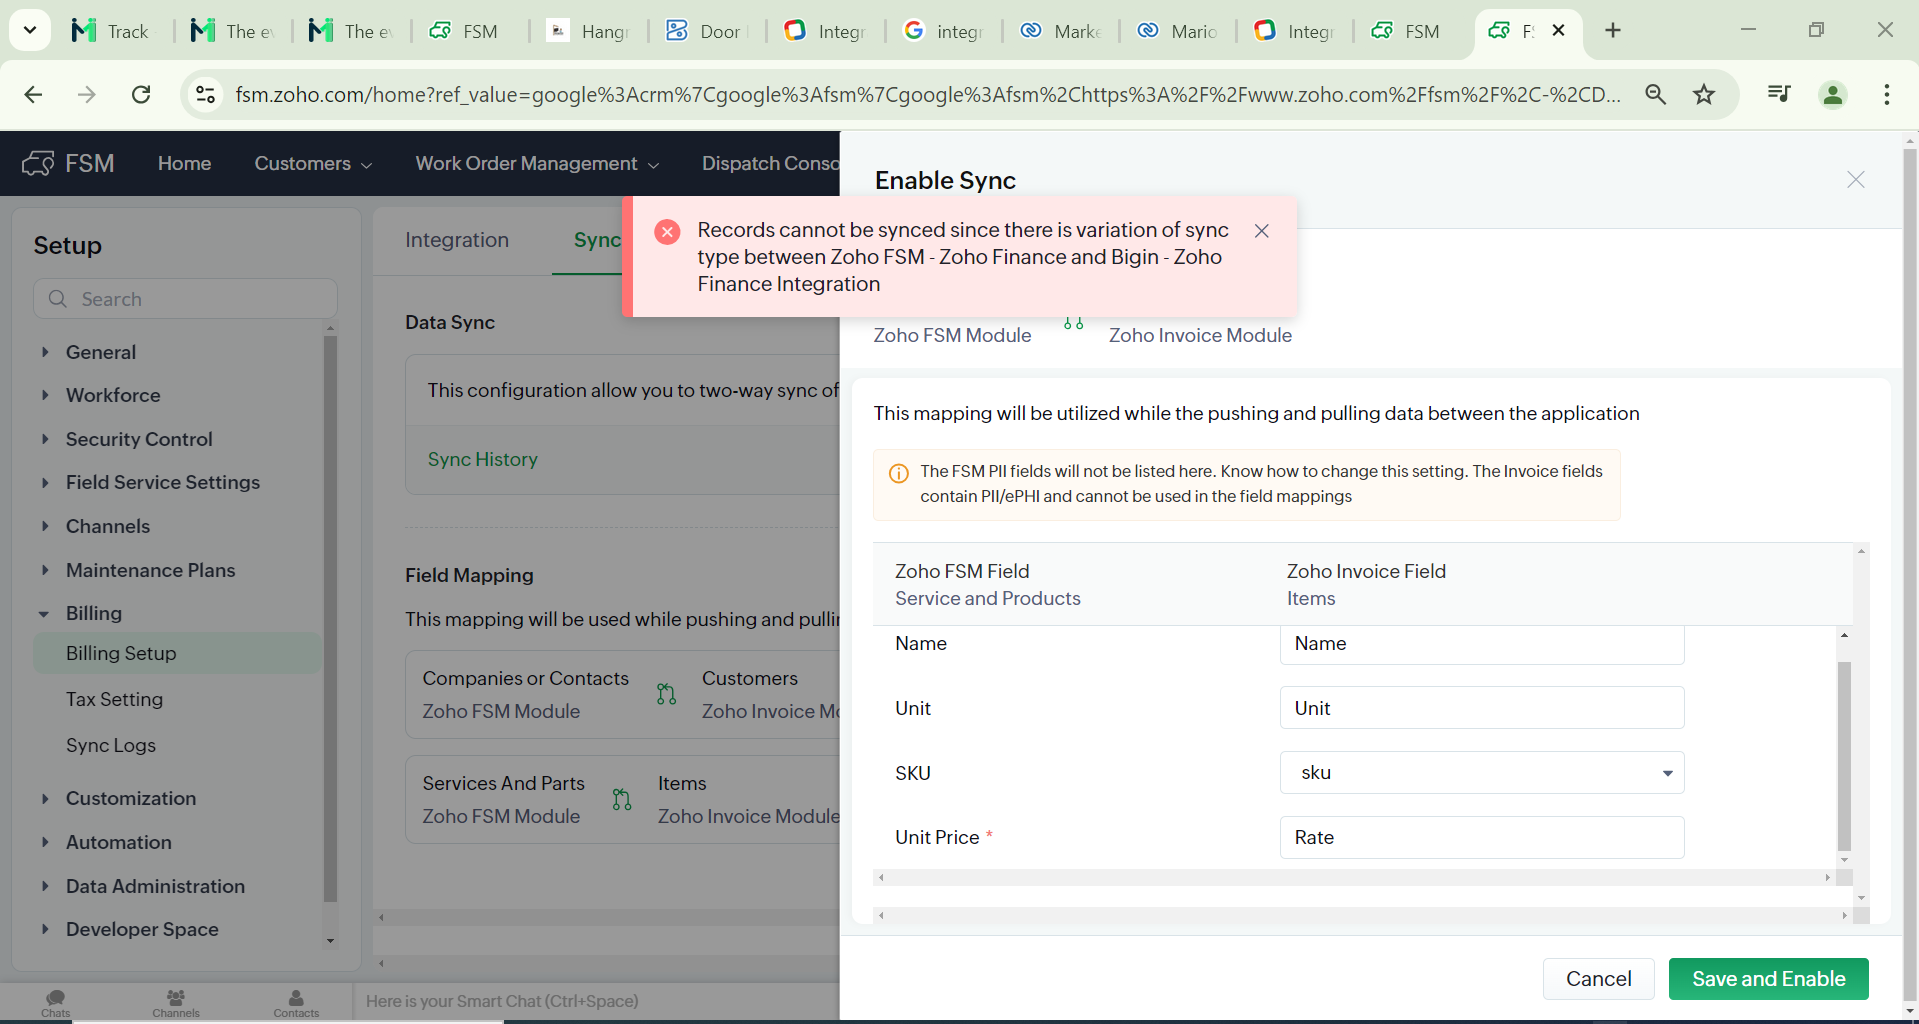 Track
The ev
The ev
FSM
Hangr
Door
Integr
integr
Marke
Mario
Integr
FSM
fsm.zoho.com/home?ref_value=google%3Acrm%7Cgoogle%3Afsm%7Cgoogle%3Afsm%2Chttps%3A%2F%2Fwww.zoho.com%2Ffsm%2F%2C-%2CD...
FSM
Home
Customers
Work Order Management
Dispatch Conso
Enable Sync
Records cannot be synced since there is variation of sync
type between Zoho FSM - Zoho Finance and Bigin - Zoho
Finance Integration
Setup
Search
General
Workforce
Security Control
Field Service Settings
Channels
Maintenance Plans
Billing
Billing Setup
Tax Setting
Sync Logs
Customization
Automation
Data Administration
Developer Space
Integration
Sync
Data Sync
This configuration allow you to two-way sync of
Sync History
Field Mapping
This mapping will be used while pushing and pullin
Companies or Contacts
Zoho FSM Module
Customers
Zoho Invoice Mo
Services And Parts
Zoho FSM Module
Items
Zoho Invoice Module
Zoho FSM Module
Zoho Invoice Module
This mapping will be utilized while the pushing and pulling data between the application
The FSM PII fields will not be listed here. Know how to change this setting. The Invoice fields
contain PII/ePHI and cannot be used in the field mappings
Zoho FSM Field
Service and Products
Zoho Invoice Field
Items
Name
Name
Unit
Unit
SKU
sku
Unit Price *
Rate
Cancel
Save and Enable
Chats
Channels
Contacts
Here is your Smart Chat (Ctrl+Space)